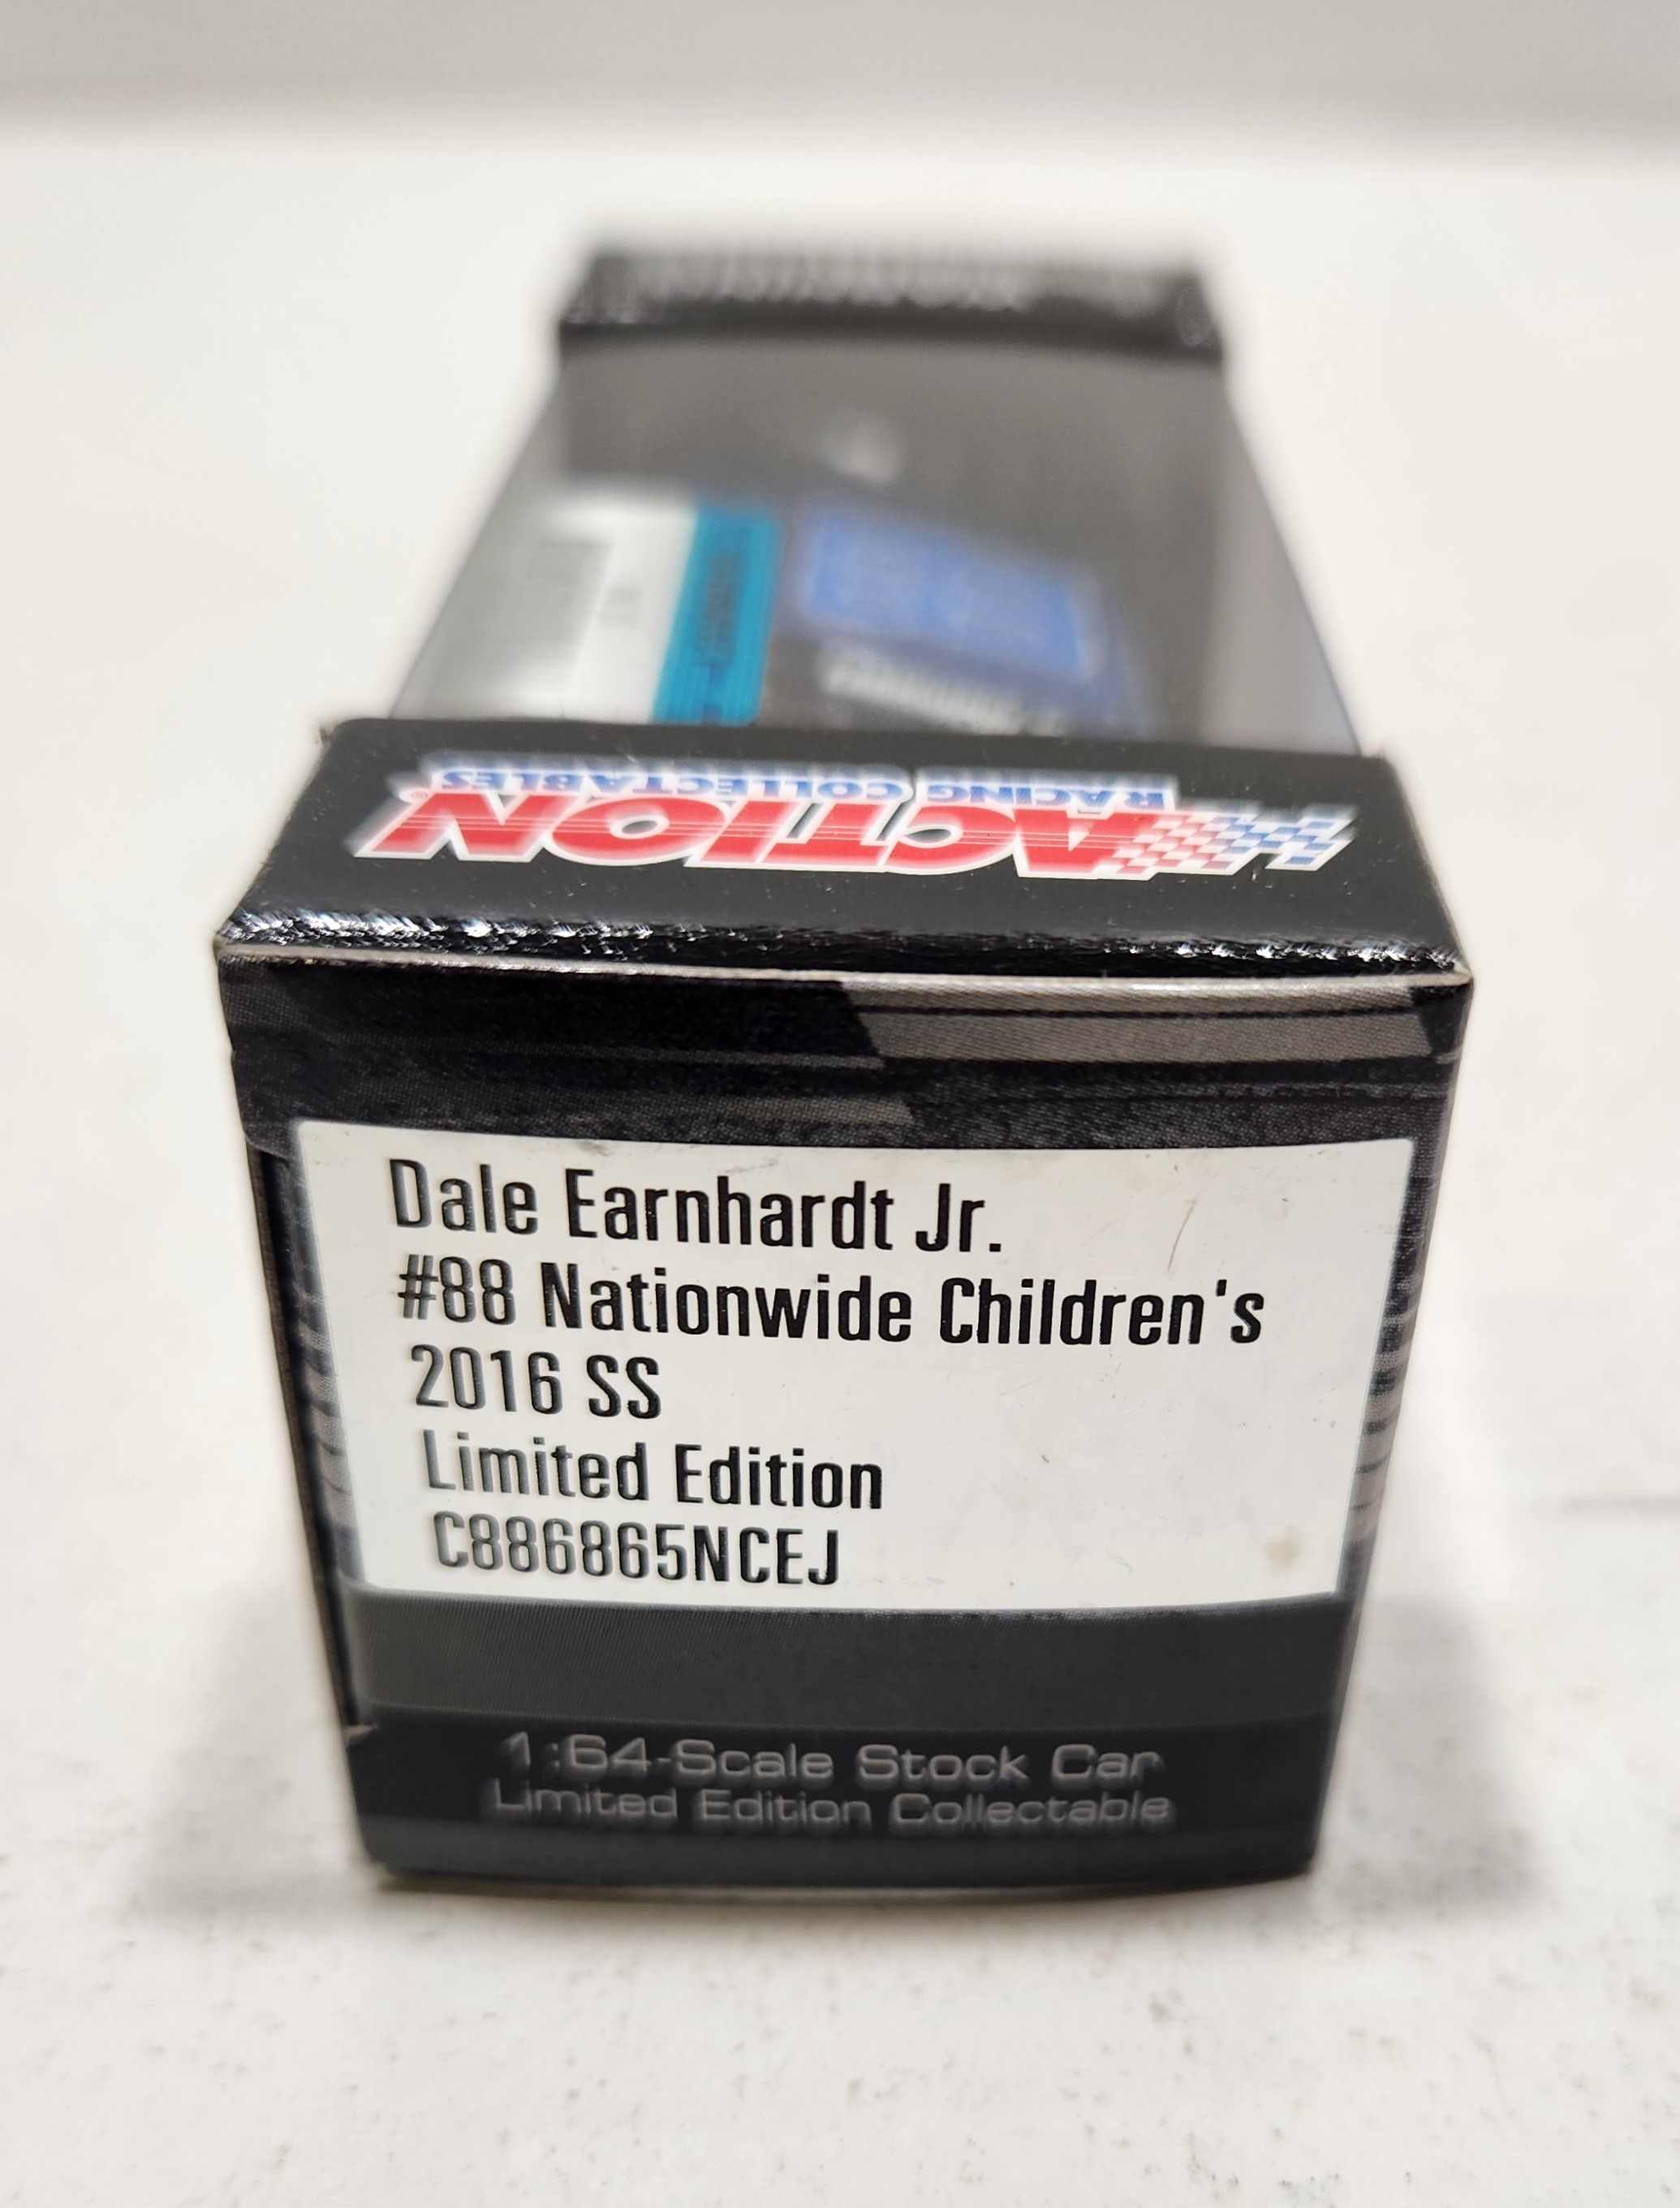 ACTION
RACING COLLECTABLES
Dale Earnhardt Jr.
#88 Nationwide Children's
2016 SS
Limited Edition
C886865NCEJ
1:64-Scale Stock Car
Limited Edition Collectable